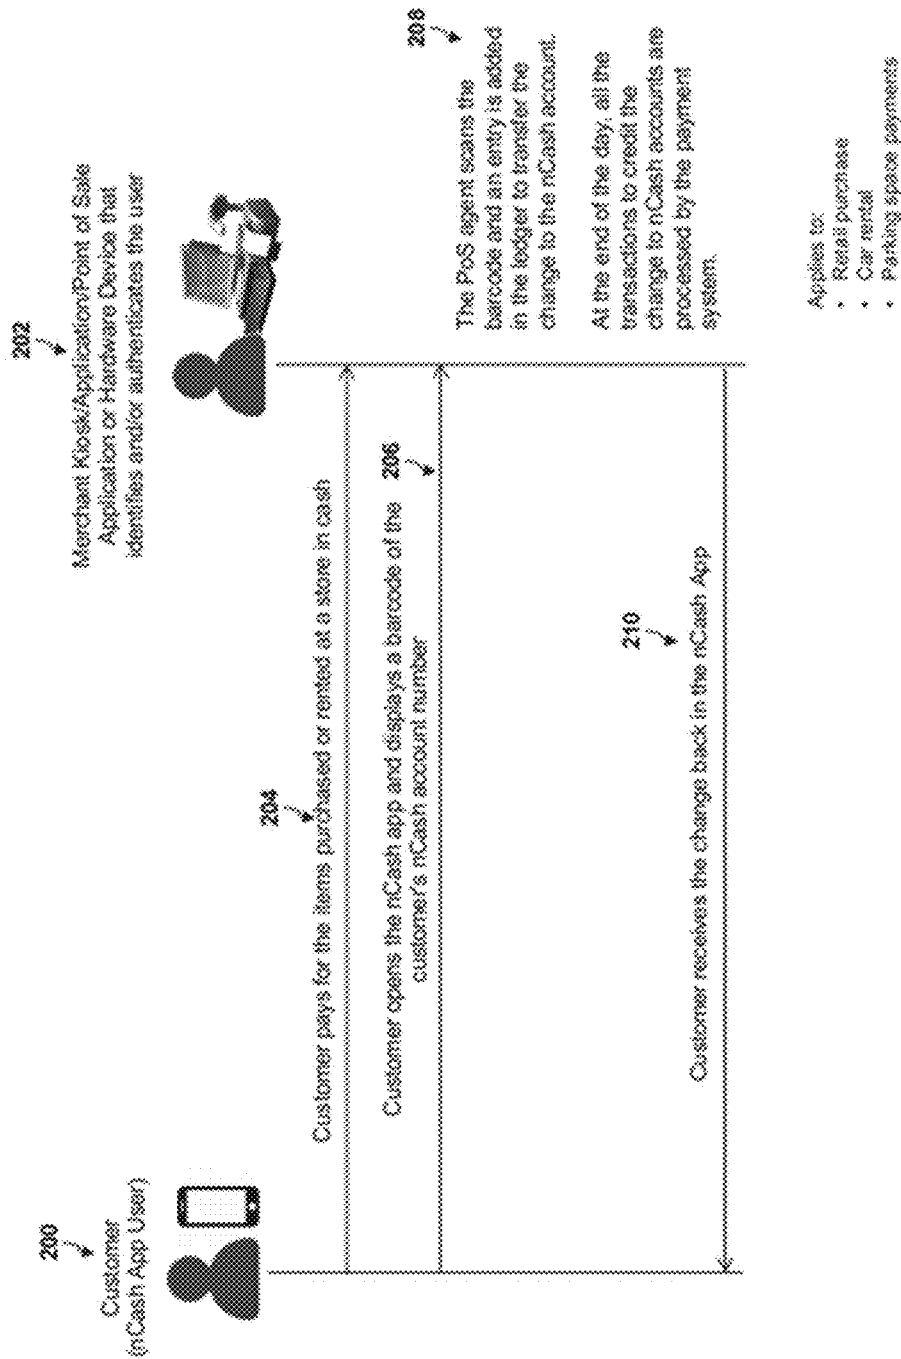 200
Customer
(nCash App User)
202
Merchant Kiosk/Application/Point of Sale
Application or Hardware Device that
identifies and/or authenticates the user
204
Customer pays for the items purchased or rented at a store in cash
206
Customer opens the nCash app and displays a barcode of the
customer's nCash account number
208
The PoS agent scans the
barcode and an entry is added
in the ledger to transfer the
change to the nCash account.
At the end of the day, all the
transactions to credit the
change to nCash accounts are
processed by the payment
system.
210
Customer receives the change back in the nCash App
Applies to:
• Retail purchase
• Car rental
• Parking space payments